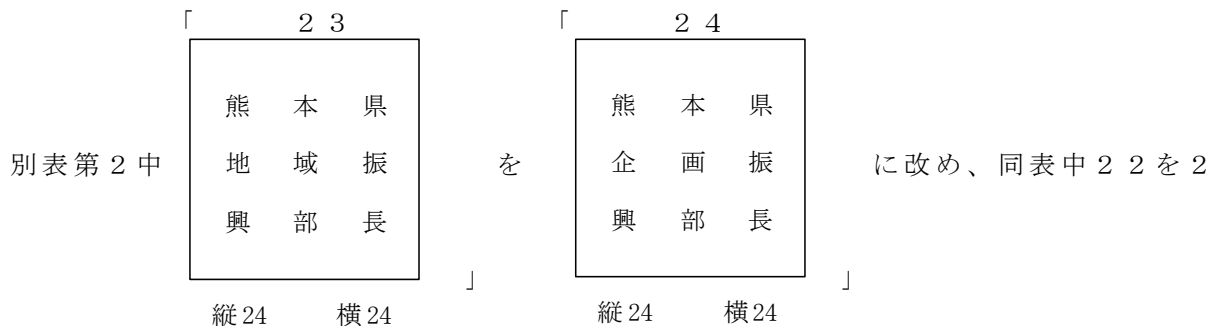 「 ２３ 「 ２４
熊 本 県 熊 本 県
別表第２中 地 域 振 を 企 画 振 に改め、同表中２２を２
興 部 長 興 部 長
」 」
縦24 横24 縦24 横24